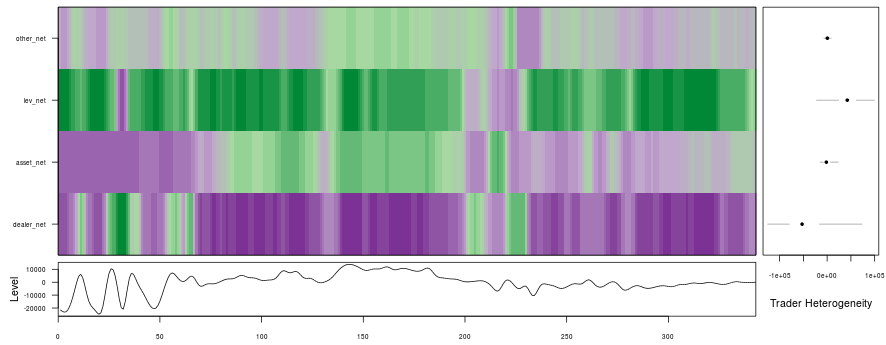 other_net
lev_net
asset_net
dealer_net
-1e+05 0e+00 1e+05
Trader Heterogeneity
Level
10000
0
-10000
-20000
0 50 100 150 200 250 300